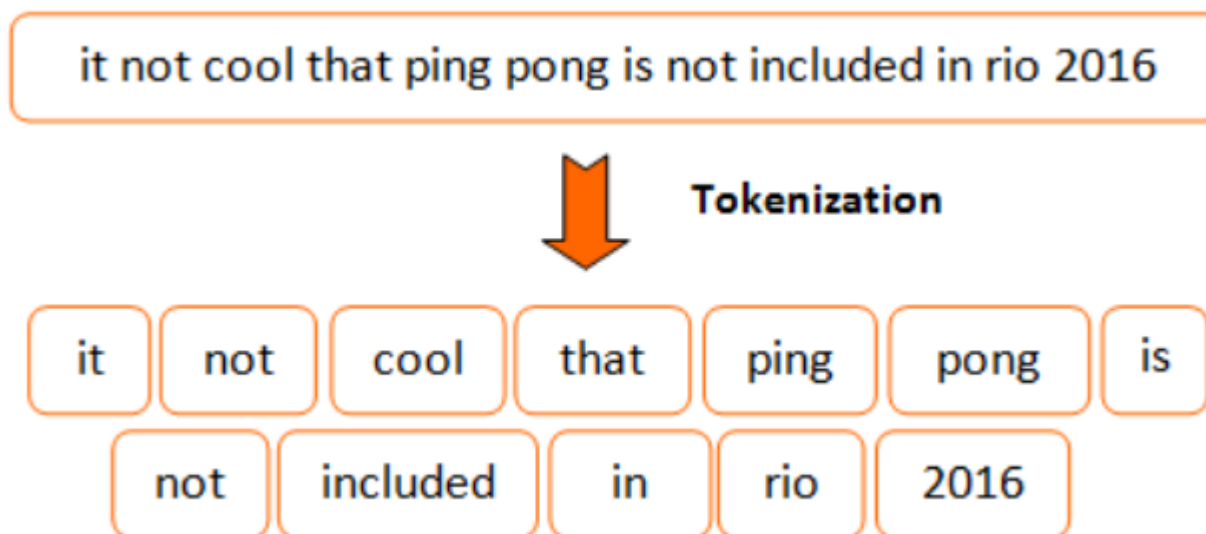 it not cool that ping pong is not included in rio 2016
Tokenization
it not cool that ping pong is
not included in rio 2016